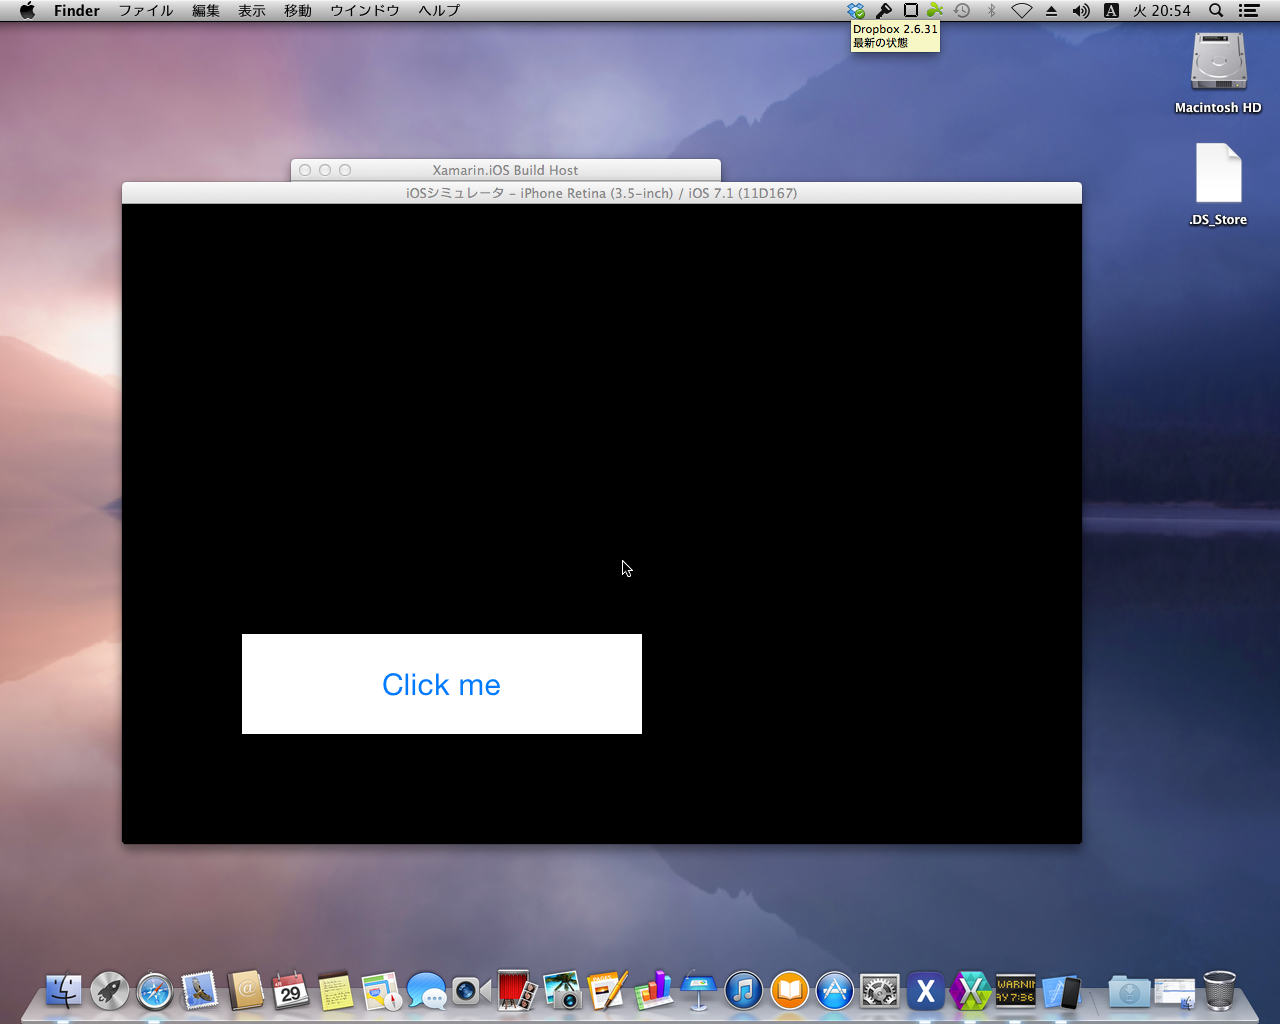 Finder ファイル 編集 表示 移動 ウインドウ ヘルプ A 火 20:54
Dropbox 2.6.31
最新の状態
Macintosh HD
.DS_Store
Xamarin.iOS Build Host
iOSシミュレータ – iPhone Retina (3.5-inch) / iOS 7.1 (11D167)
Click me
29
PAGES
X
WARNIN
AY 7:36